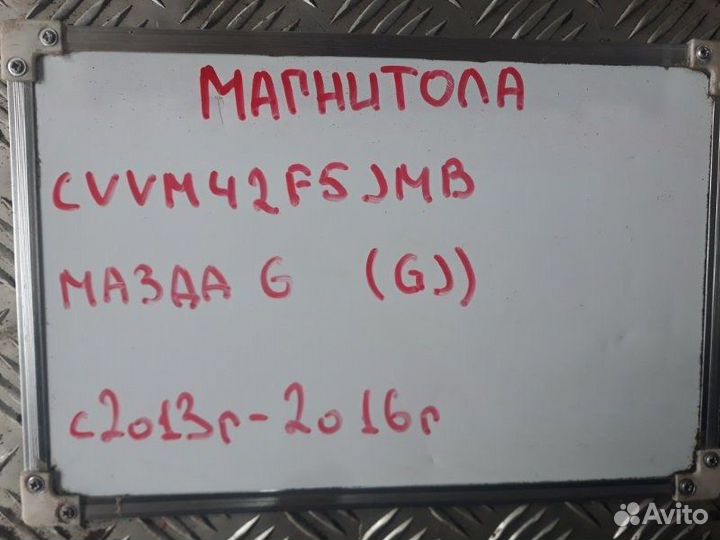 МАГНИТОЛА
CVVM42F5JMB
МАЗДА 6 (GJ)
с2013г-2016г
Avito